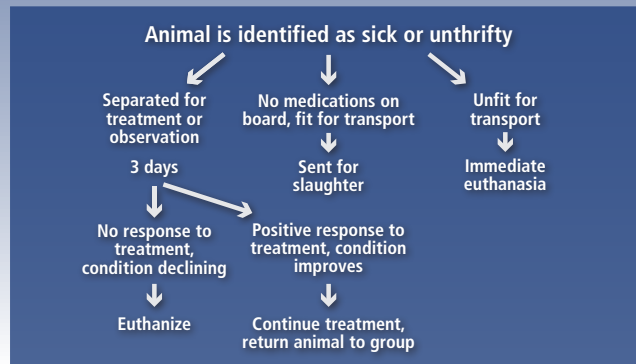 Animal is identified as sick or unthrifty
Separated for
treatment or
observation
3 days
No medications on
board, fit for transport
Unfit for
transport
Sent for
slaughter
Immediate
euthanasia
No response to
treatment,
condition declining
Positive response to
treatment, condition
improves
Euthanize
Continue treatment,
return animal to group